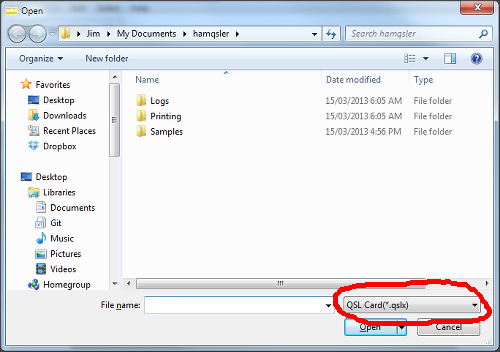 Open
Jim ▸ My Documents ▸ hamqsler ▸
Search hamqsler
Organize
New folder
Favorites
Desktop
Downloads
Recent Places
Dropbox
Desktop
Libraries
Documents
Git
Music
Pictures
Videos
Homegroup
Name Date modified Type
Logs 15/03/2013 6:05 AM File folder
Printing 15/03/2013 6:05 AM File folder
Samples 15/03/2013 4:56 PM File folder
File name:
QSL Card(*.qslx)
Open
Cancel